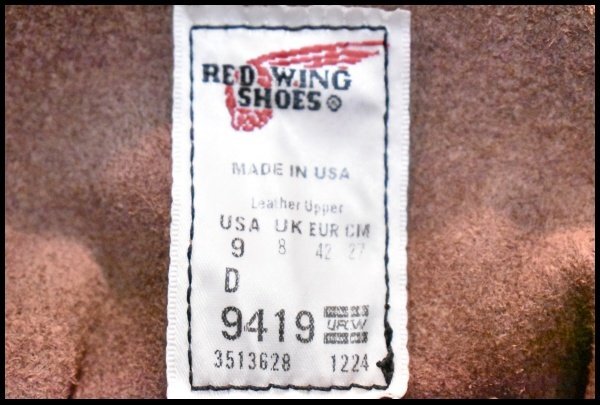 RED WING
SHOES
MADE IN USA
Leather Upper
USA UK EUR CM
9 8 42 27
D
9419 UFCW
3513628 1224